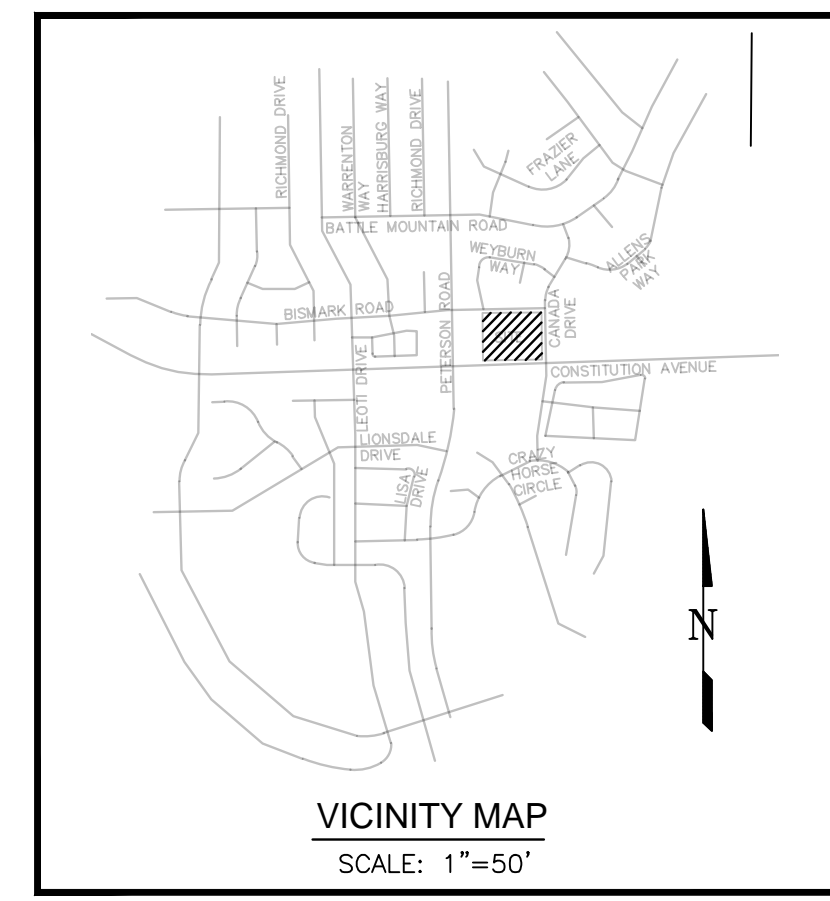 RICHMOND DRIVE
WARRENTON
WAY
HARRISBURG WAY
RICHMOND DRIVE
FRAZIER
LANE
BATTLE MOUNTAIN ROAD
WEYBURN
WAY
ALLENS
PARK
WAY
BISMARK ROAD
PETERSON ROAD
CANADA
DRIVE
CONSTITUTION AVENUE
LEOTI DRIVE
LIONSDALE
DRIVE
LISA
DRIVE
CRAZY
HORSE
CIRCLE
N
VICINITY MAP
SCALE: 1"=50'